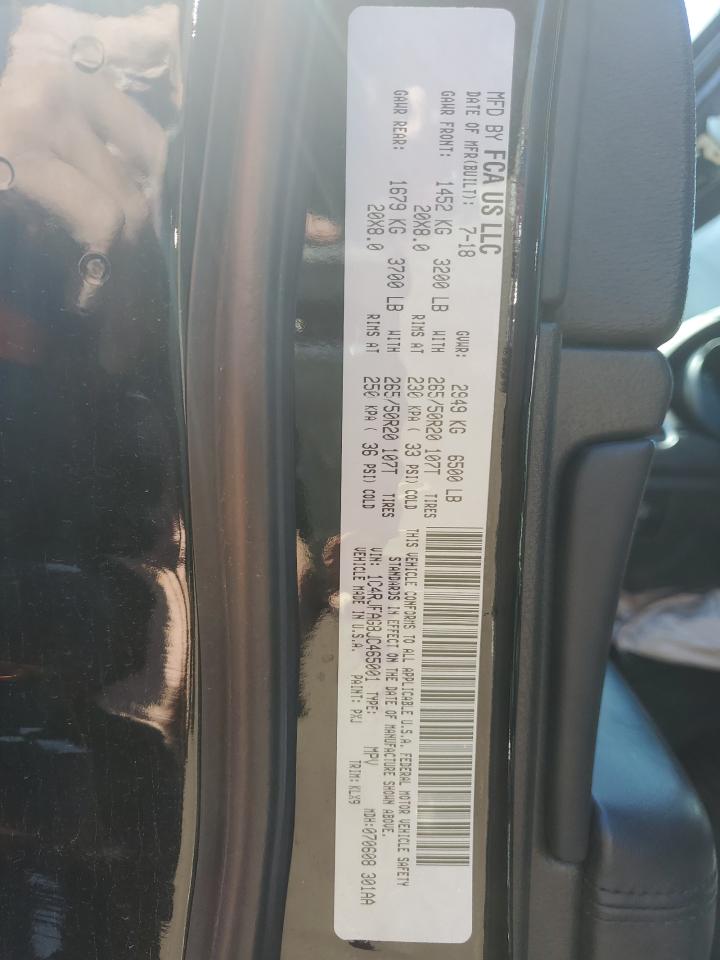 MFD BY FCA US LLC
DATE OF MFR(BUILT): 7-18 GVWR: 2949 KG 6500 LB
GAWR FRONT: 1452 KG 3200 LB WITH 265/50R20 107T TIRES
20X8.0 RIMS AT 230 KPA ( 33 PSI) COLD
GAWR REAR: 1679 KG 3700 LB WITH 265/50R20 107T TIRES
20X8.0 RIMS AT 250 KPA ( 36 PSI) COLD
THIS VEHICLE CONFORMS TO ALL APPLICABLE U.S.A. FEDERAL MOTOR VEHICLE SAFETY
STANDARDS IN EFFECT ON THE DATE OF MANUFACTURE SHOWN ABOVE.
VIN: 1C4RJFAG8JC465001 TYPE: MPV MDH:070608 301AA
VEHICLE MADE IN U.S.A. PAINT: PXJ TRIM: KLX9